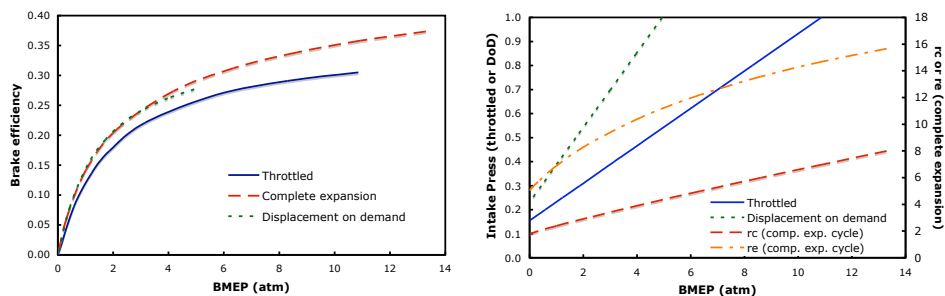 0.40
0.35
0.30
0.25
0.20
0.15
0.10
0.05
0.00
Brake efficiency
Throttled
Complete expansion
Displacement on demand
0 2 4 6 8 10 12 14
BMEP (atm)
1.0
0.9
0.8
0.7
0.6
0.5
0.4
0.3
0.2
0.1
0.0
Intake Press (throttled or DoD)
Throttled
Displacement on demand
rc (comp. exp. cycle)
re (comp. exp. cycle)
18
16
14
12
10
8
6
4
2
0
rc or re (complete
expansion)
0 2 4 6 8 10 12 14
BMEP (atm)